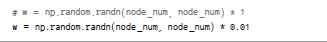 # w = np.random.randn(node_num, node_num) * 1
w = np.random.randn(node_num, node_num) * 0.01